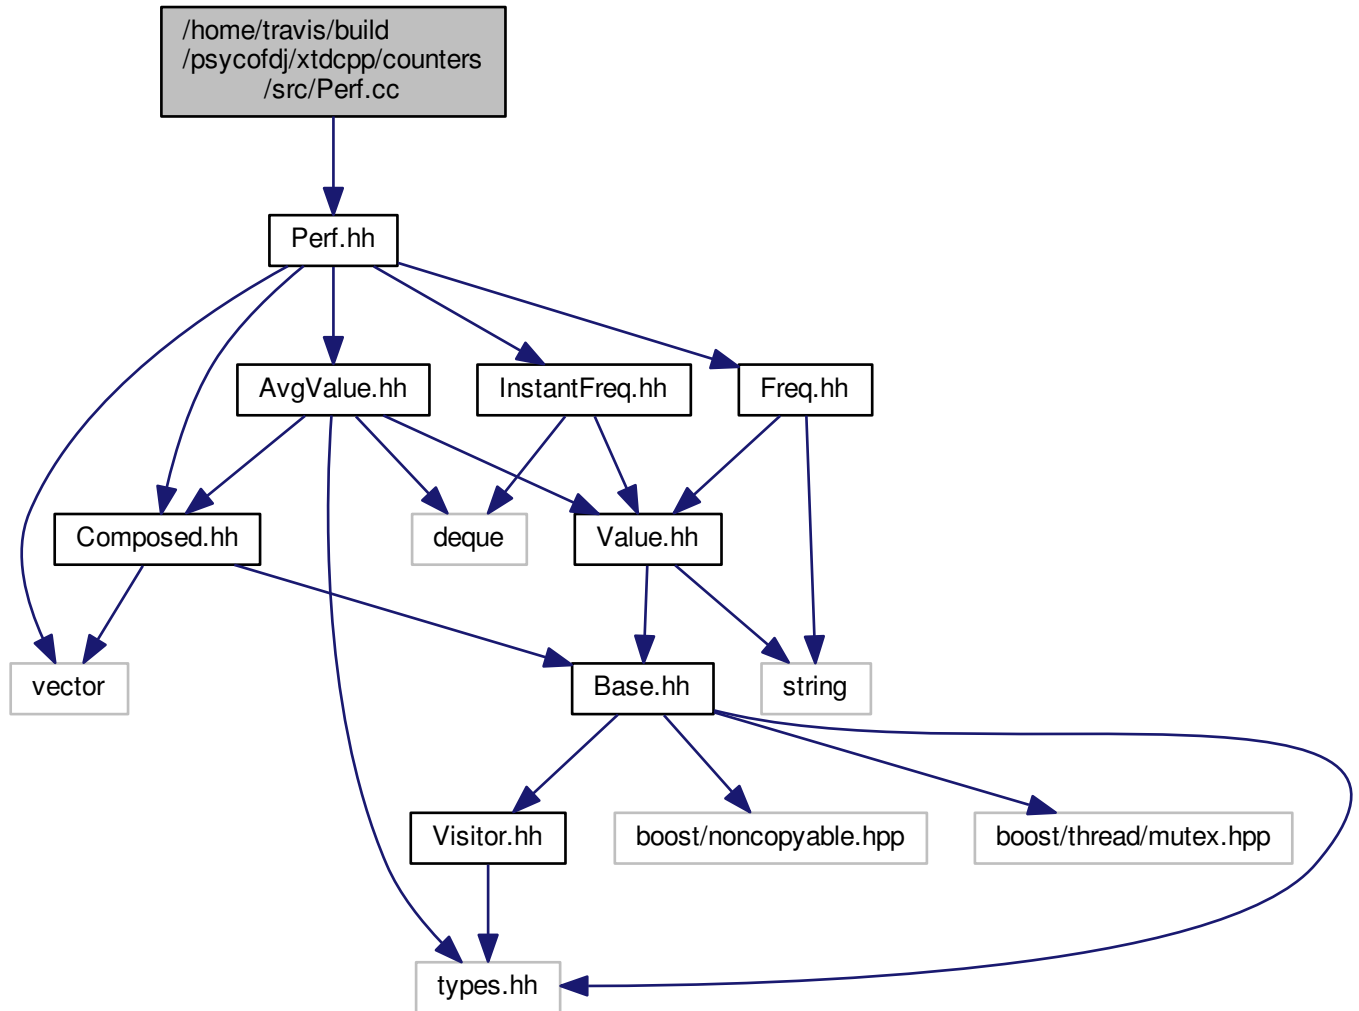 /home/travis/build
/psycofdj/xtdcpp/counters
/src/Perf.cc
Perf.hh
AvgValue.hh
InstantFreq.hh
Freq.hh
Composed.hh
deque
Value.hh
vector
Base.hh
string
Visitor.hh
boost/noncopyable.hpp
boost/thread/mutex.hpp
types.hh